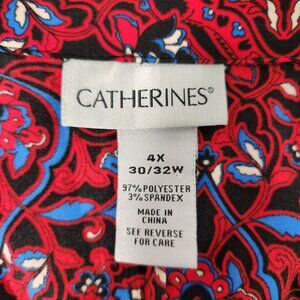 CATHERINES®
4X
30/32W
97% POLYESTER
3% SPANDEX
MADE IN
CHINA
SEE REVERSE
FOR CARE